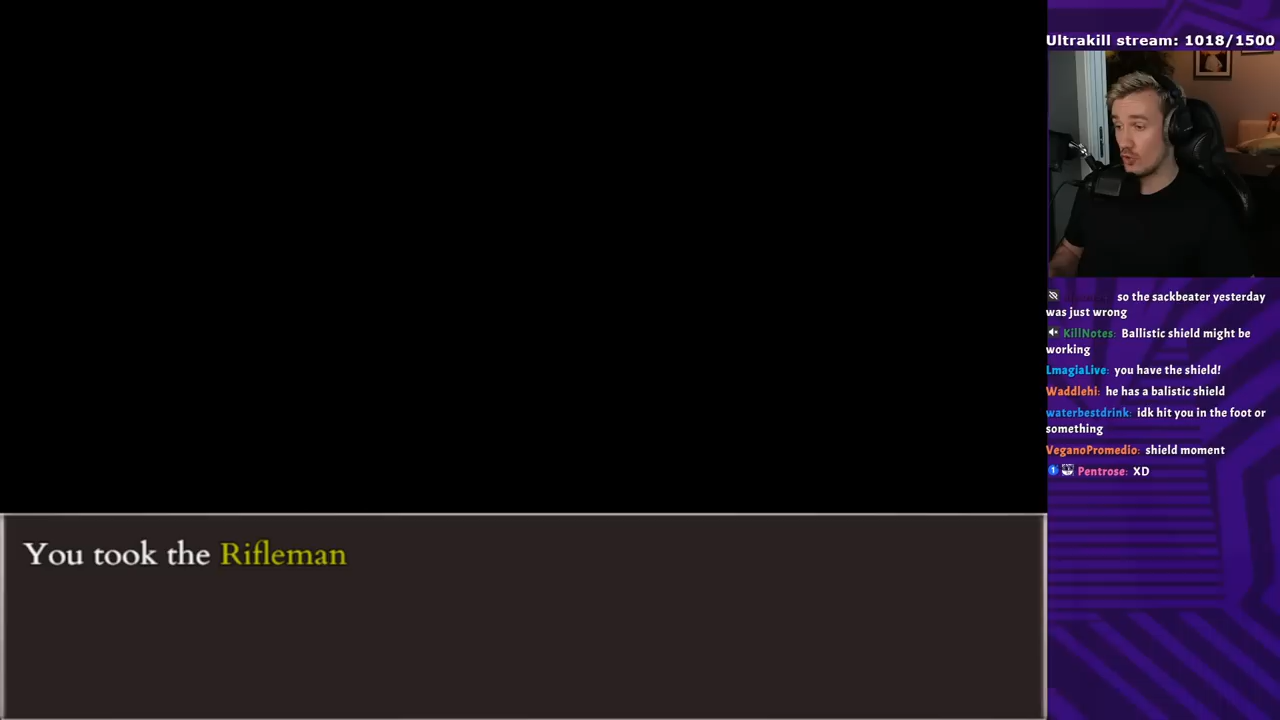 Ultrakill stream: 1018/1500
so the sackbeater yesterday
was just wrong
KillNotes: Ballistic shield might be
working
LmagiaLive: you have the shield!
Waddlehi: he has a balistic shield
waterbestdrink: idk hit you in the foot or
something
VeganoPromedio: shield moment
Pentrose: XD
You took the Rifleman